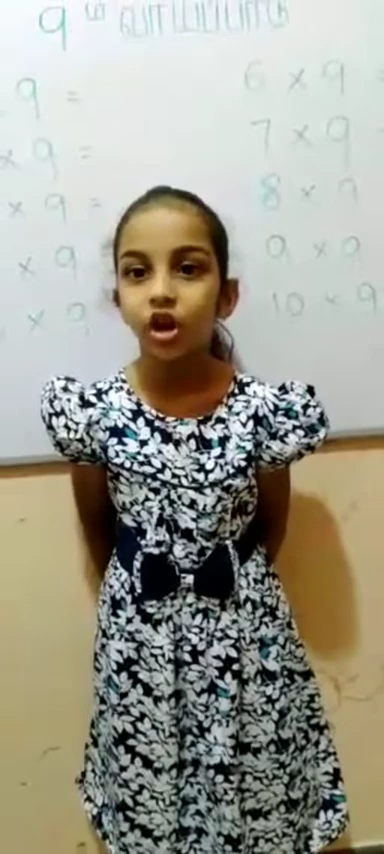 9 ம் வாய்ப்பாடு
9 =
× 9 =
× 9 =
× 9
× 9
6 × 9 =
7 × 9
8 × 9
9 × 9
10 × 9